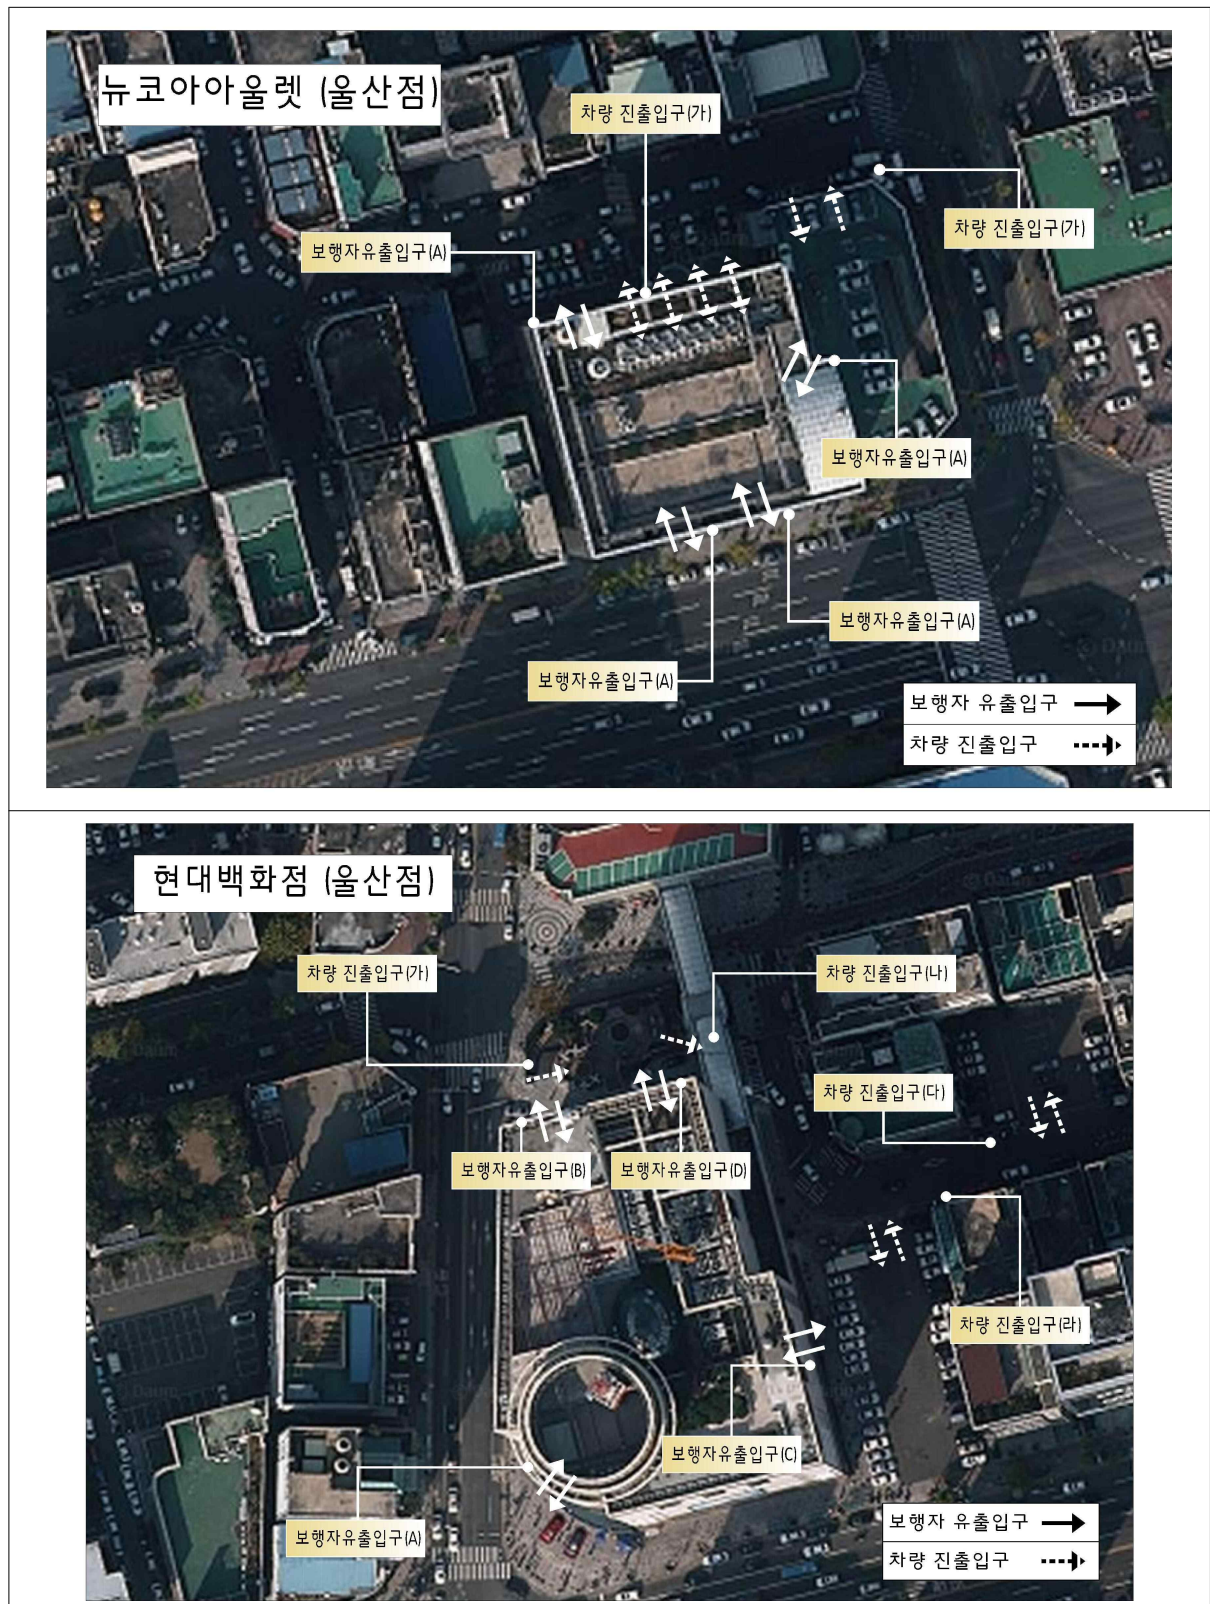 뉴코아아울렛 (울산점)
차량 진출입구(가)
차량 진출입구(가)
보행자유출입구(A)
보행자유출입구(A)
보행자유출입구(A)
보행자유출입구(A)
보행자 유출입구
차량 진출입구
현대백화점 (울산점)
차량 진출입구(가)
차량 진출입구(나)
차량 진출입구(다)
보행자유출입구(B)
보행자유출입구(D)
차량 진출입구(라)
보행자유출입구(C)
보행자유출입구(A)
보행자 유출입구
차량 진출입구